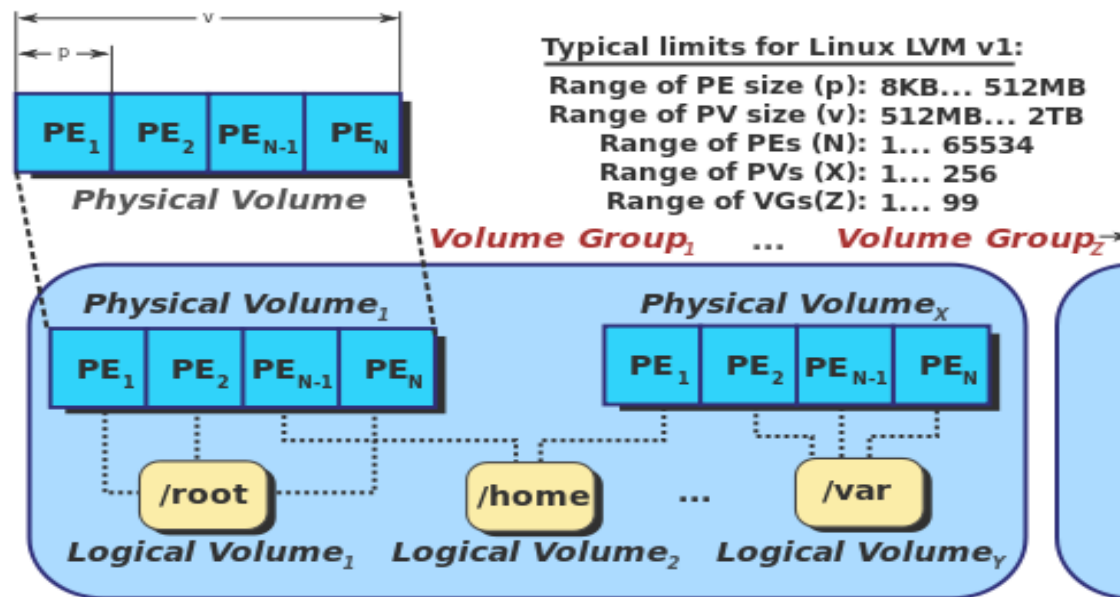 v
p
PE1 PE2 PEN-1 PEN
Physical Volume
Typical limits for Linux LVM v1:
Range of PE size (p): 8KB... 512MB
Range of PV size (v): 512MB... 2TB
Range of PEs (N): 1... 65534
Range of PVs (X): 1... 256
Range of VGs(Z): 1... 99
Volume Group1 ... Volume GroupZ
Physical Volume1 Physical VolumeX
PE1 PE2 PEN-1 PEN PE1 PE2 PEN-1 PEN
/root /home ... /var
Logical Volume1 Logical Volume2 Logical VolumeY